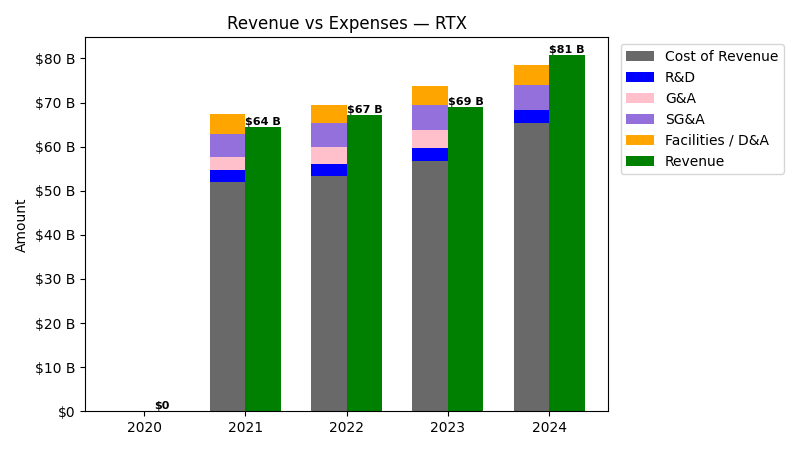 Revenue vs Expenses — RTX
Amount
$80 B
$70 B
$60 B
$50 B
$40 B
$30 B
$20 B
$10 B
$0
$0
$64 B
$67 B
$69 B
$81 B
2020
2021
2022
2023
2024
Cost of Revenue
R&D
G&A
SG&A
Facilities / D&A
Revenue